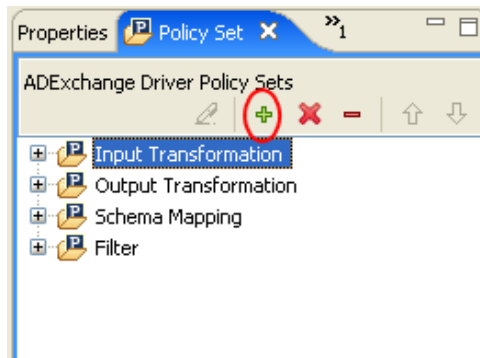 Properties P Policy Set »1
ADExchange Driver Policy Sets
P Input Transformation
P Output Transformation
P Schema Mapping
P Filter